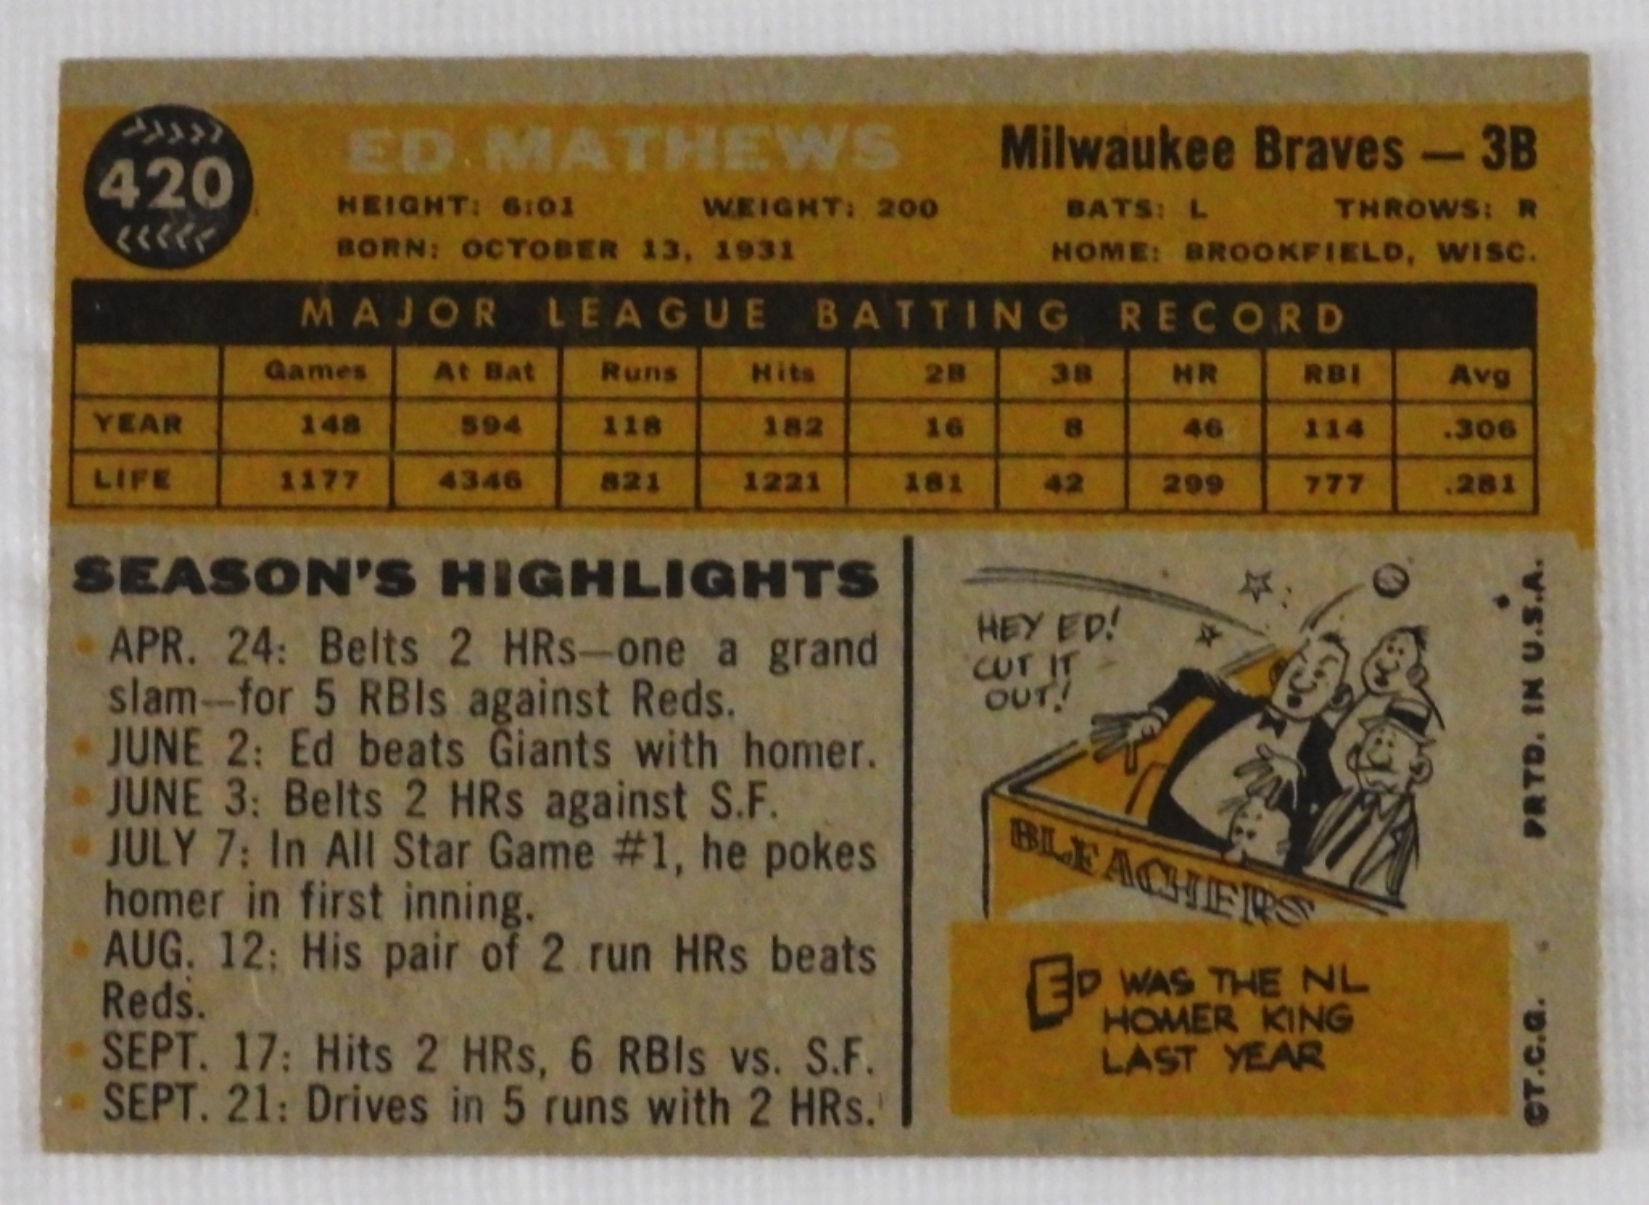 420
ED MATHEWS
Milwaukee Braves — 3B
HEIGHT: 6:01 WEIGHT: 200 BATS: L THROWS: R
BORN: OCTOBER 13, 1931 HOME: BROOKFIELD, WISC.
MAJOR LEAGUE BATTING RECORD
Games At Bat Runs Hits 2B 3B HR RBI Avg
YEAR 148 594 118 182 16 8 46 114 .306
LIFE 1177 4346 821 1221 181 42 299 777 .281
SEASON'S HIGHLIGHTS
• APR. 24: Belts 2 HRs—one a grand
slam—for 5 RBIs against Reds.
• JUNE 2: Ed beats Giants with homer.
• JUNE 3: Belts 2 HRs against S.F.
• JULY 7: In All Star Game #1, he pokes
homer in first inning.
• AUG. 12: His pair of 2 run HRs beats
Reds.
• SEPT. 17: Hits 2 HRs, 6 RBIs vs. S.F.
• SEPT. 21: Drives in 5 runs with 2 HRs.
HEY ED!
CUT IT
OUT!
BLEACHERS
ED WAS THE NL
HOMER KING
LAST YEAR
©T.C.G. PRTD. IN U.S.A.